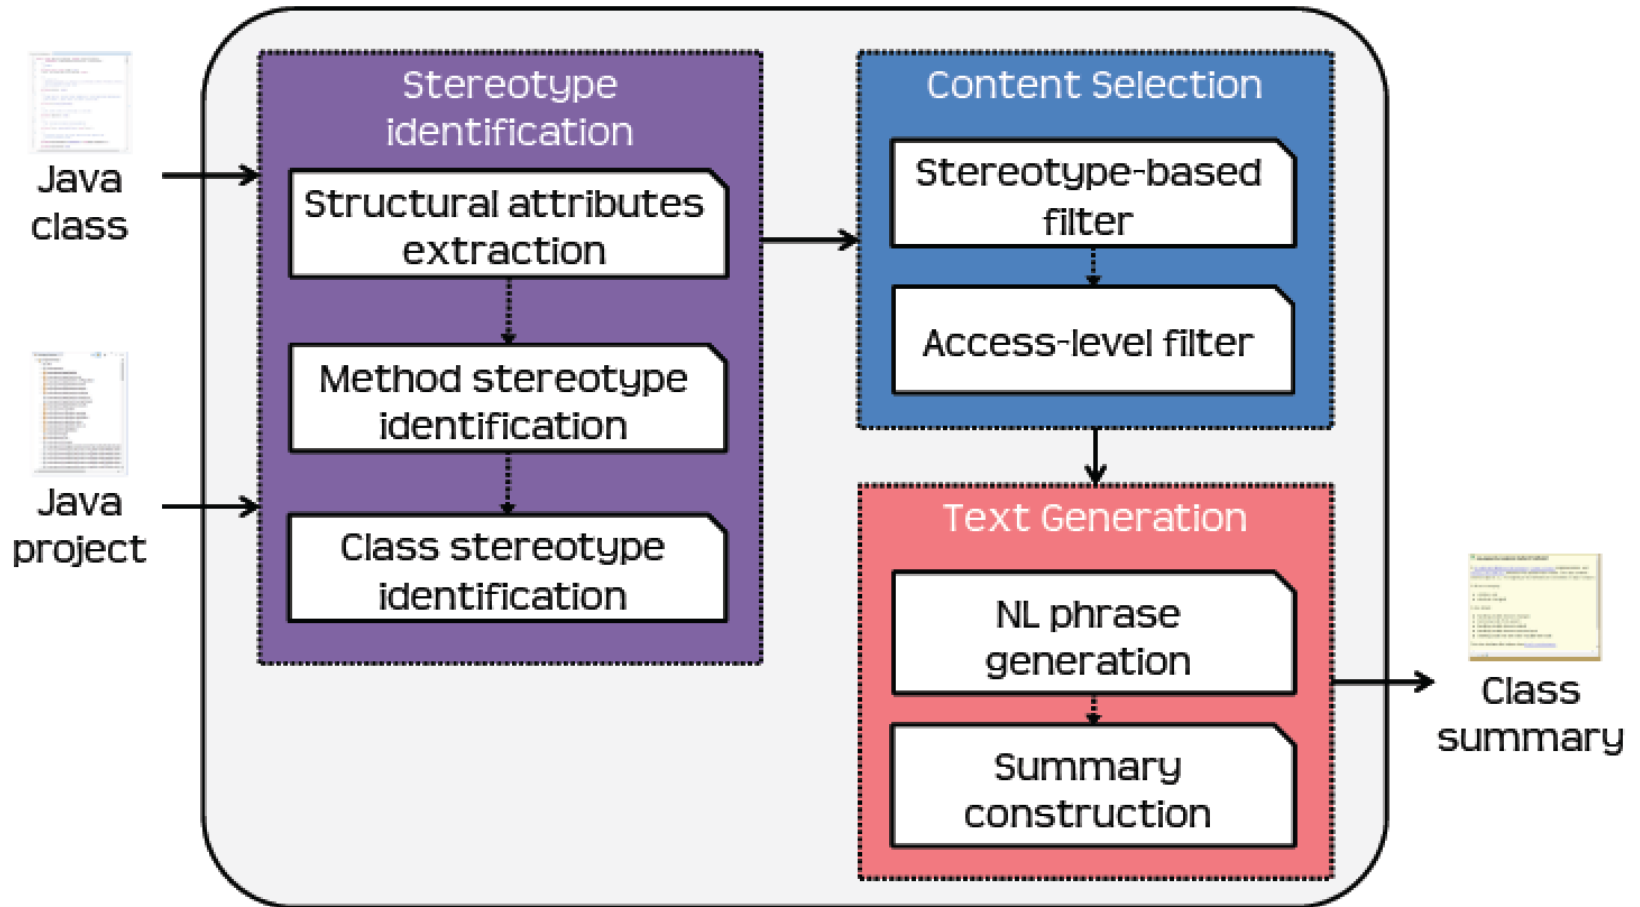 Java
class
Java
project
Stereotype
identification
Structural attributes
extraction
Method stereotype
identification
Class stereotype
identification
Content Selection
Stereotype-based
filter
Access-level filter
Text Generation
NL phrase
generation
Summary
construction
Class
summary